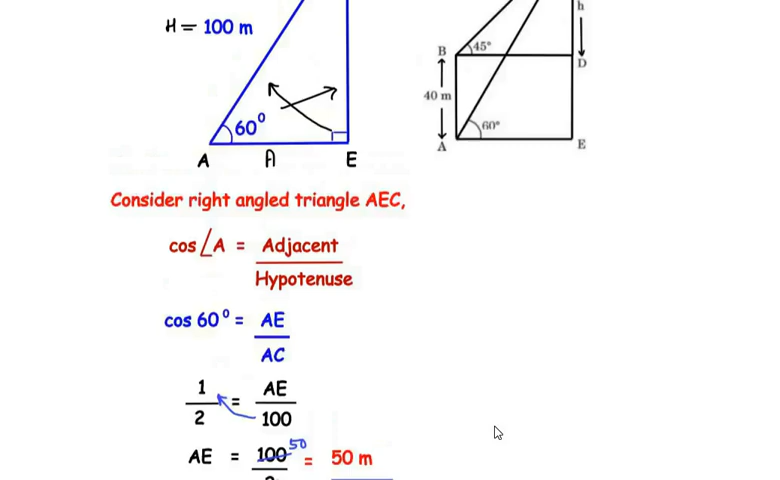 H = 100 m
60°
A A E
h
B 45° D
40 m
60°
A E
Consider right angled triangle AEC,
cos ∠A = Adjacent
Hypotenuse
cos 60° = AE
AC
1 = AE
2 100
50
AE = 100 = 50 m